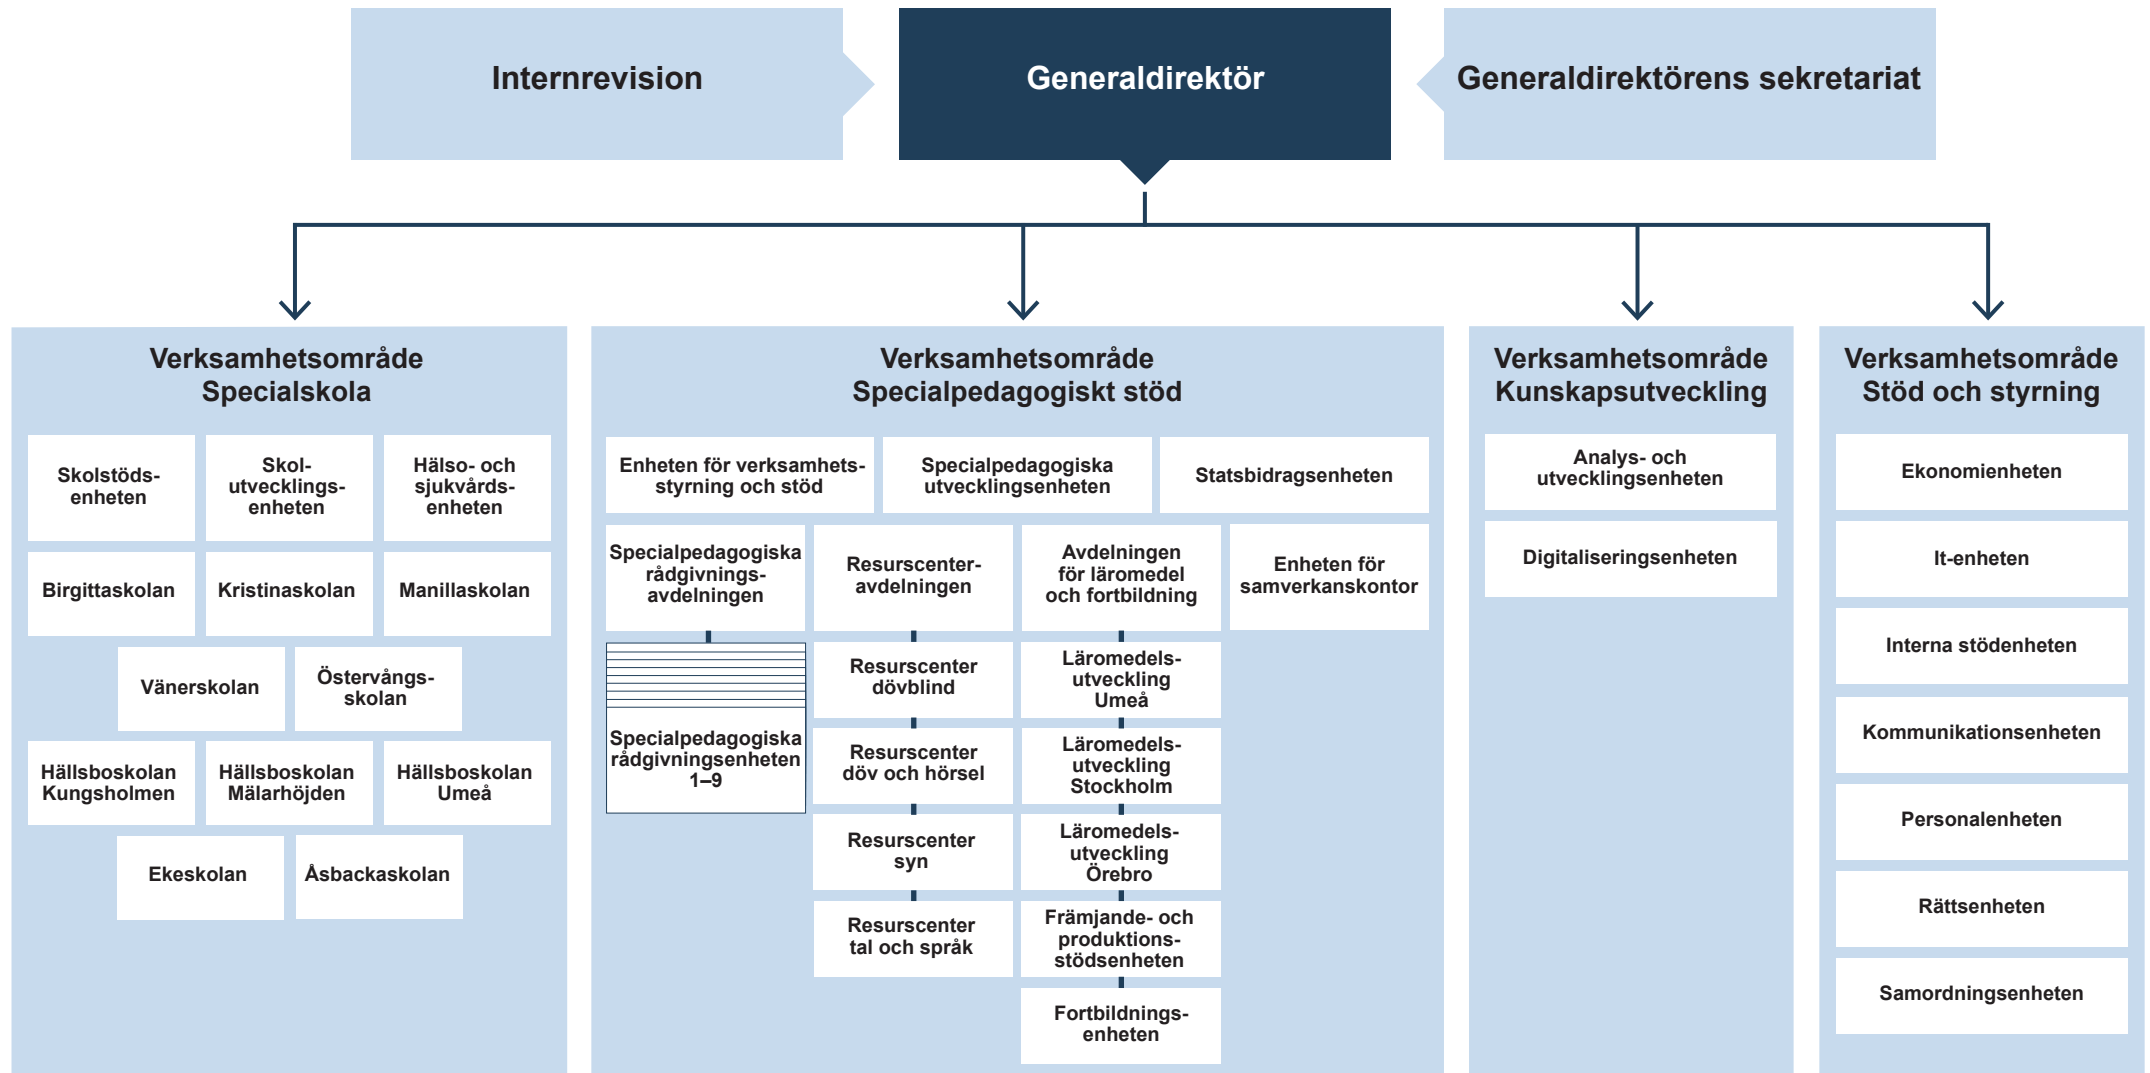 Internrevision
Generaldirektör
Generaldirektörens sekretariat
Verksamhetsområde
Specialskola
Skolstöds-
enheten
Skol-
utvecklings-
enheten
Hälso- och
sjukvårds-
enheten
Birgittaskolan
Kristinaskolan
Manillaskolan
Vänerskolan
Östervångs-
skolan
Hällsboskolan
Kungsholmen
Hällsboskolan
Mälarhöjden
Hällsboskolan
Umeå
Ekeskolan
Åsbackaskolan
Verksamhetsområde
Specialpedagogiskt stöd
Enheten för verksamhets-
styrning och stöd
Specialpedagogiska
utvecklingsenheten
Statsbidragsenheten
Specialpedagogiska
rådgivnings-
avdelningen
Specialpedagogiska
rådgivningsenheten
1–9
Resurscenter-
avdelningen
Resurscenter
dövblind
Resurscenter
döv och hörsel
Resurscenter
syn
Resurscenter
tal och språk
Avdelningen
för läromedel
och fortbildning
Läromedels-
utveckling
Umeå
Läromedels-
utveckling
Stockholm
Läromedels-
utveckling
Örebro
Främjande- och
produktions-
stödsenheten
Fortbildnings-
enheten
Enheten för
samverkanskontor
Verksamhetsområde
Kunskapsutveckling
Analys- och
utvecklingsenheten
Digitaliseringsenheten
Verksamhetsområde
Stöd och styrning
Ekonomienheten
It-enheten
Interna stödenheten
Kommunikationsenheten
Personalenheten
Rättsenheten
Samordningsenheten